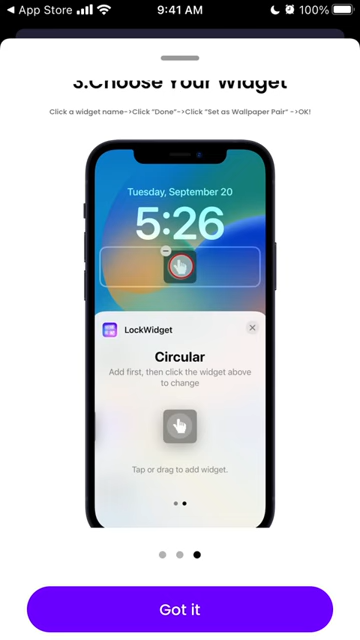 App Store
9:41 AM
100%
3.Choose Your Widget
Click a widget name->Click "Done"->Click "Set as Wallpaper Pair" ->OK!
Tuesday, September 20
5:26
LockWidget
Circular
Add first, then click the widget above
to change
Tap or drag to add widget.
Got it